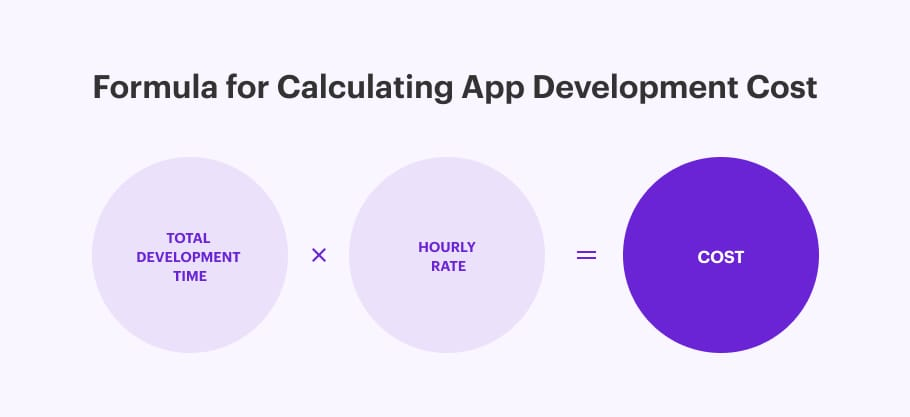 Formula for Calculating App Development Cost
TOTAL
DEVELOPMENT
TIME
×
HOURLY
RATE
=
COST